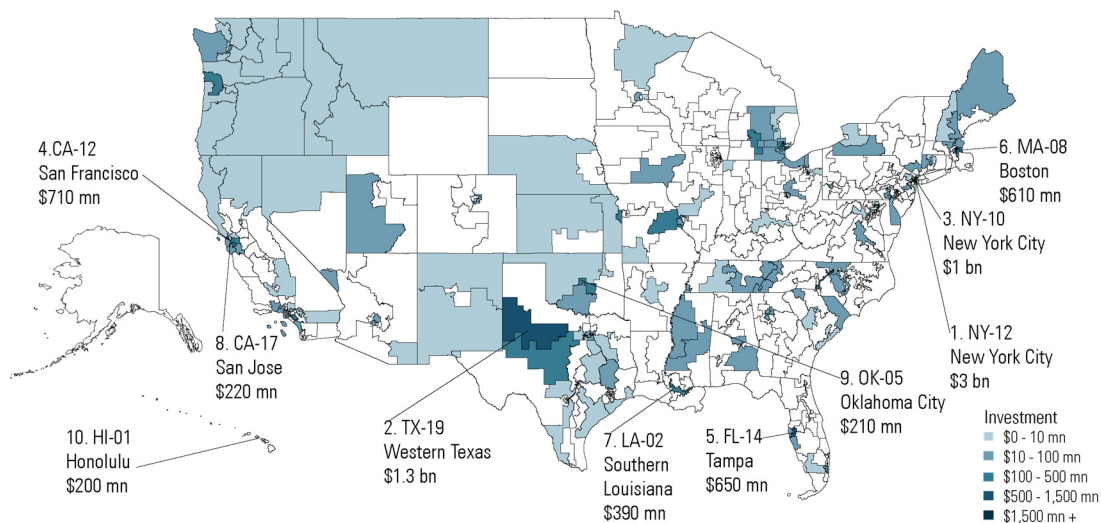 4.CA-12
San Francisco
$710 mn
6. MA-08
Boston
$610 mn
3. NY-10
New York City
$1 bn
1. NY-12
New York City
$3 bn
8. CA-17
San Jose
$220 mn
9. OK-05
Oklahoma City
$210 mn
10. HI-01
Honolulu
$200 mn
2. TX-19
Western Texas
$1.3 bn
7. LA-02
Southern
Louisiana
$390 mn
5. FL-14
Tampa
$650 mn
Investment
$0 - 10 mn
$10 - 100 mn
$100 - 500 mn
$500 - 1,500 mn
$1,500 mn +